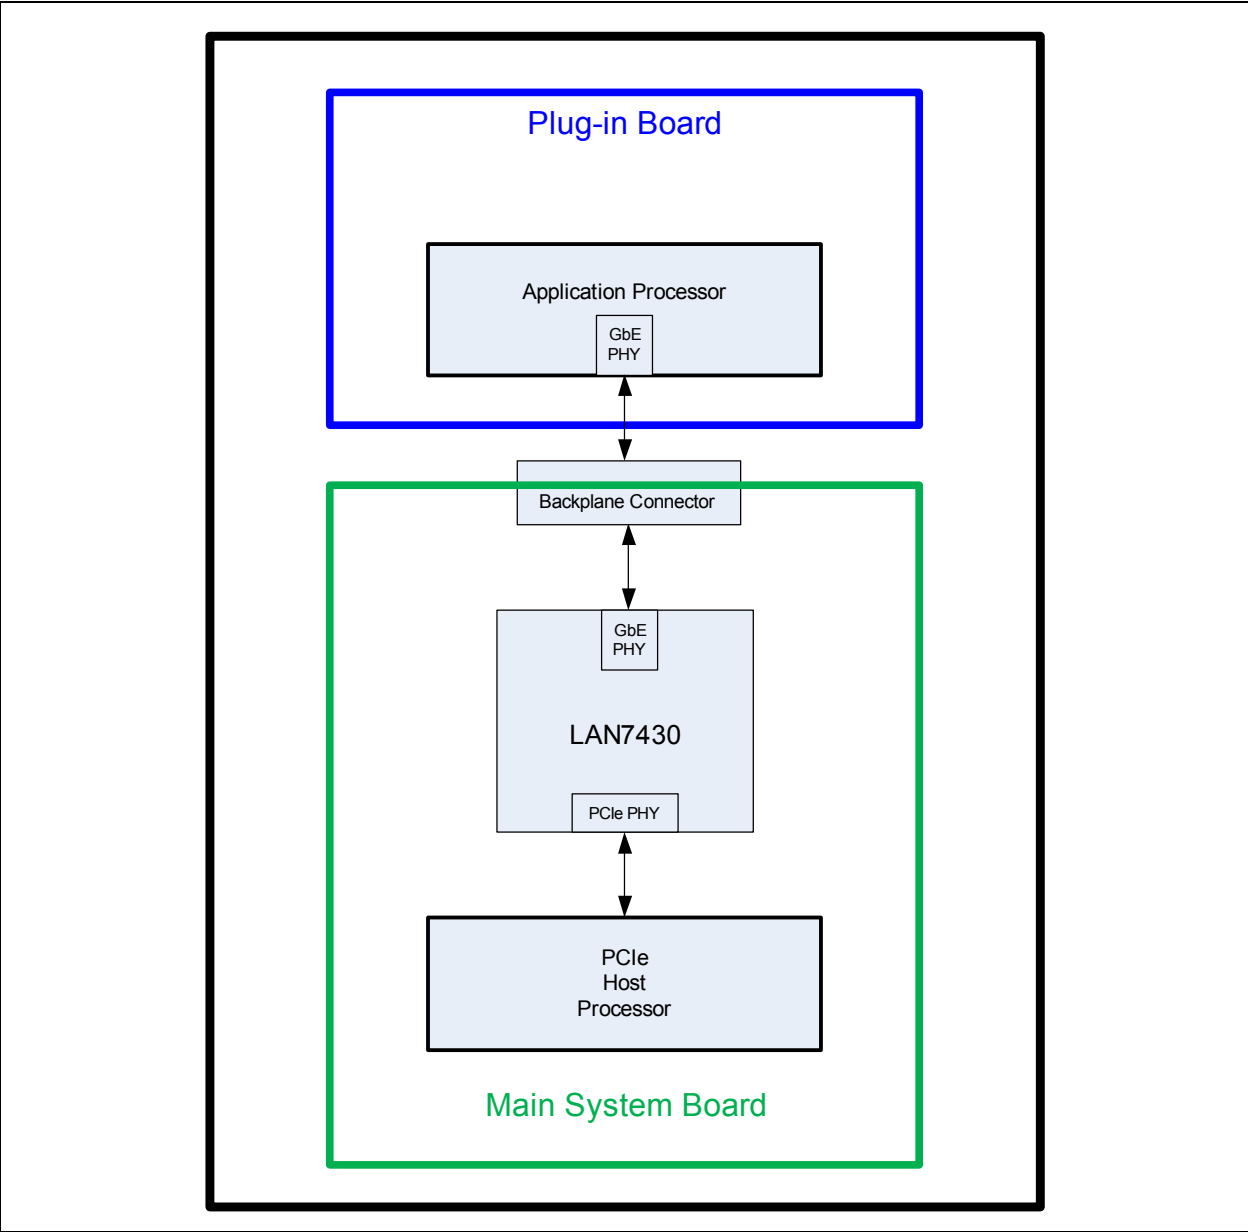 Plug-in Board
Application Processor
GbE
PHY
Backplane Connector
GbE
PHY
LAN7430
PCIe PHY
PCIe
Host
Processor
Main System Board